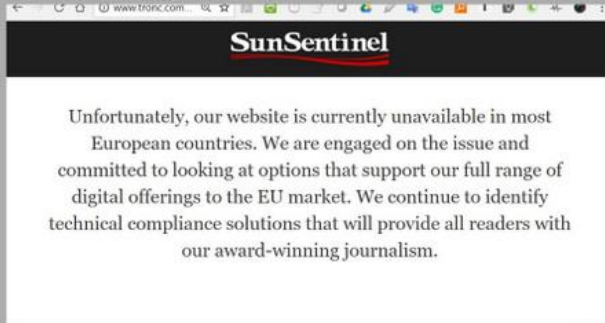 www.tronc.com...
SunSentinel
Unfortunately, our website is currently unavailable in most
European countries. We are engaged on the issue and
committed to looking at options that support our full range of
digital offerings to the EU market. We continue to identify
technical compliance solutions that will provide all readers with
our award-winning journalism.